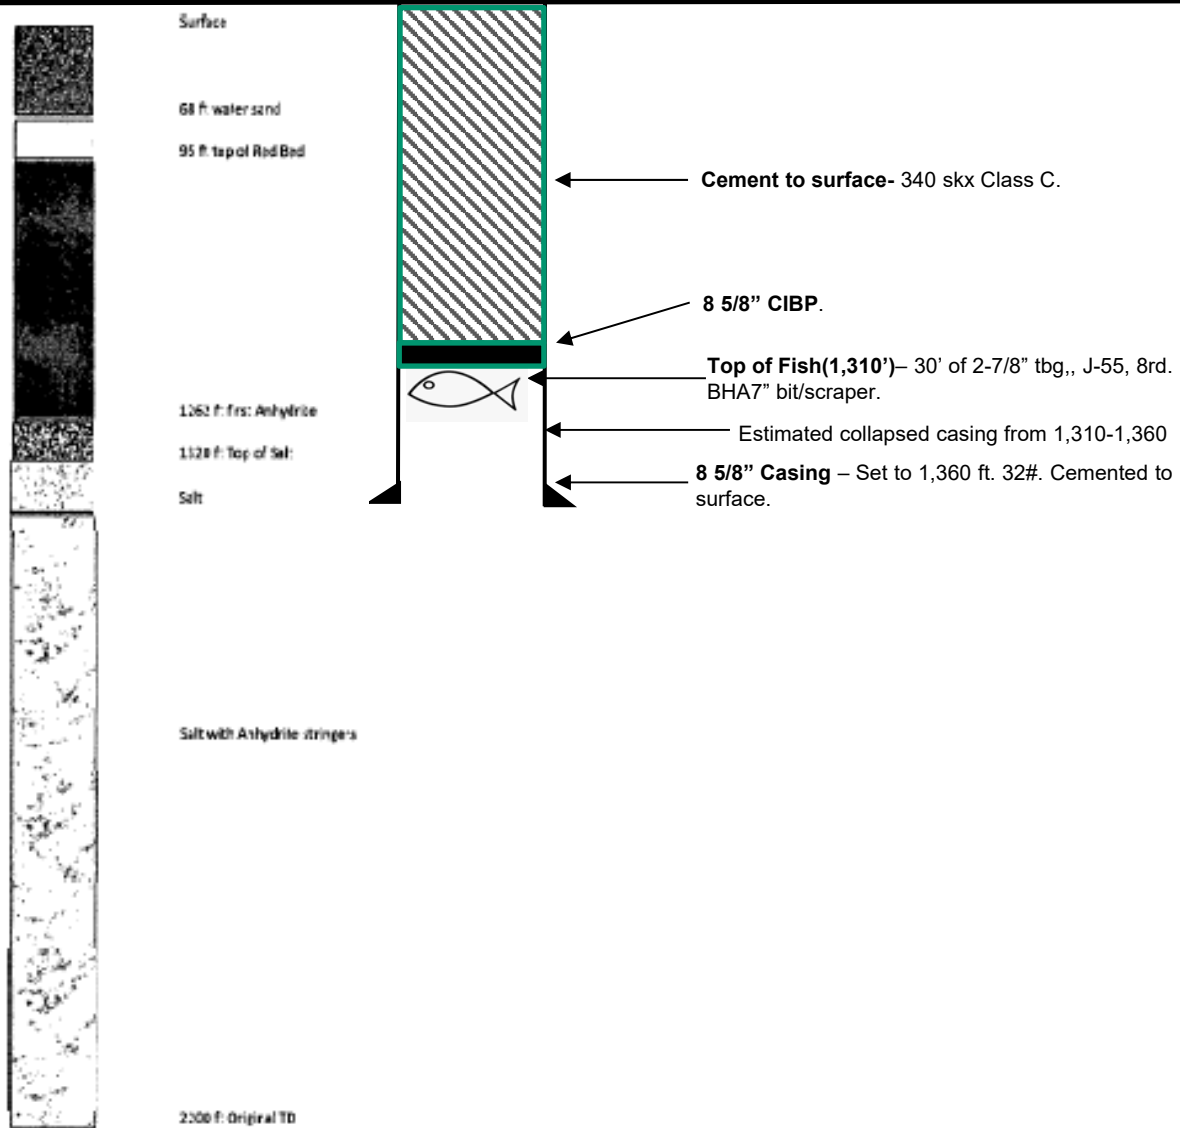 Surface
68 ft water sand
95 ft top of Red Bed
Cement to surface- 340 skx Class C.
8 5/8” CIBP.
Top of Fish(1,310’)– 30’ of 2-7/8” tbg,, J-55, 8rd.
BHA7” bit/scraper.
1262 ft first Anhydrite
Estimated collapsed casing from 1,310-1,360
ft Top of Salt
8 5/8” Casing – Set to 1,360 ft. 32#. Cemented to
surface.
Salt
Salt with Anhydrite stringers
ft Original TD